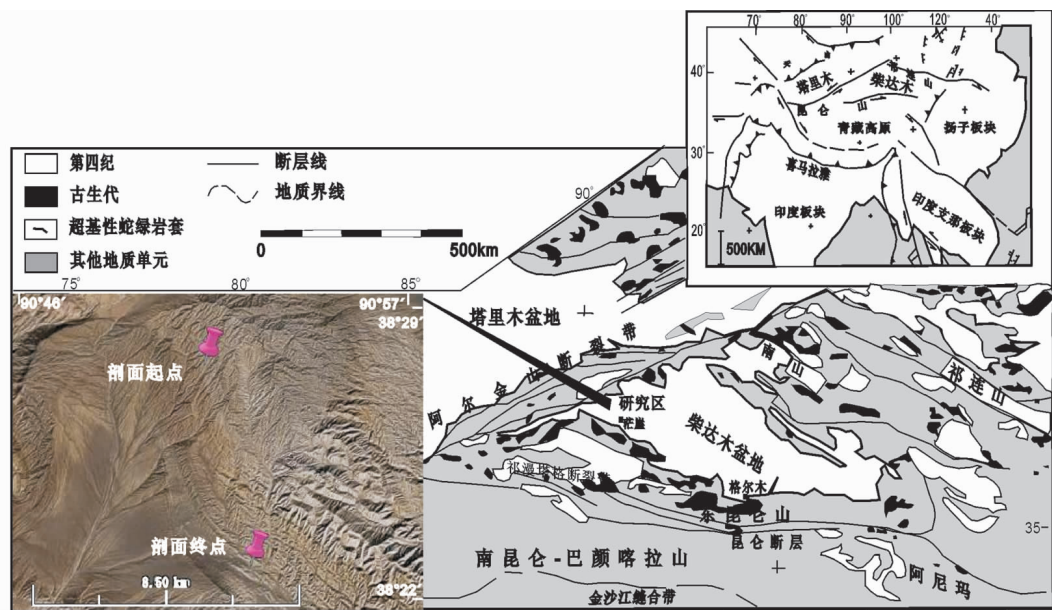 70° 80° 90° 100° 120° 40°
40°
30°
20°
塔里木
柴达木
昆仑
山
青藏高原
扬子板块
喜马拉雅
印度板块
印度支那板块
500KM
第四纪
断层线
古生代
地质界线
超基性蛇绿岩套
其他地质单元
0 500km
90°
75° 80° 85°
90°46′ 90°57′
38°29′
剖面起点
剖面终点
8.50 km
38°22′
塔里木盆地
阿尔金山断裂带
研究区
茫崖
南山
祁连山
柴达木盆地
祁漫塔格断裂
格尔木
东昆仑山
昆仑断层
35
南昆仑-巴颜喀拉山
阿尼玛
金沙江缝合带